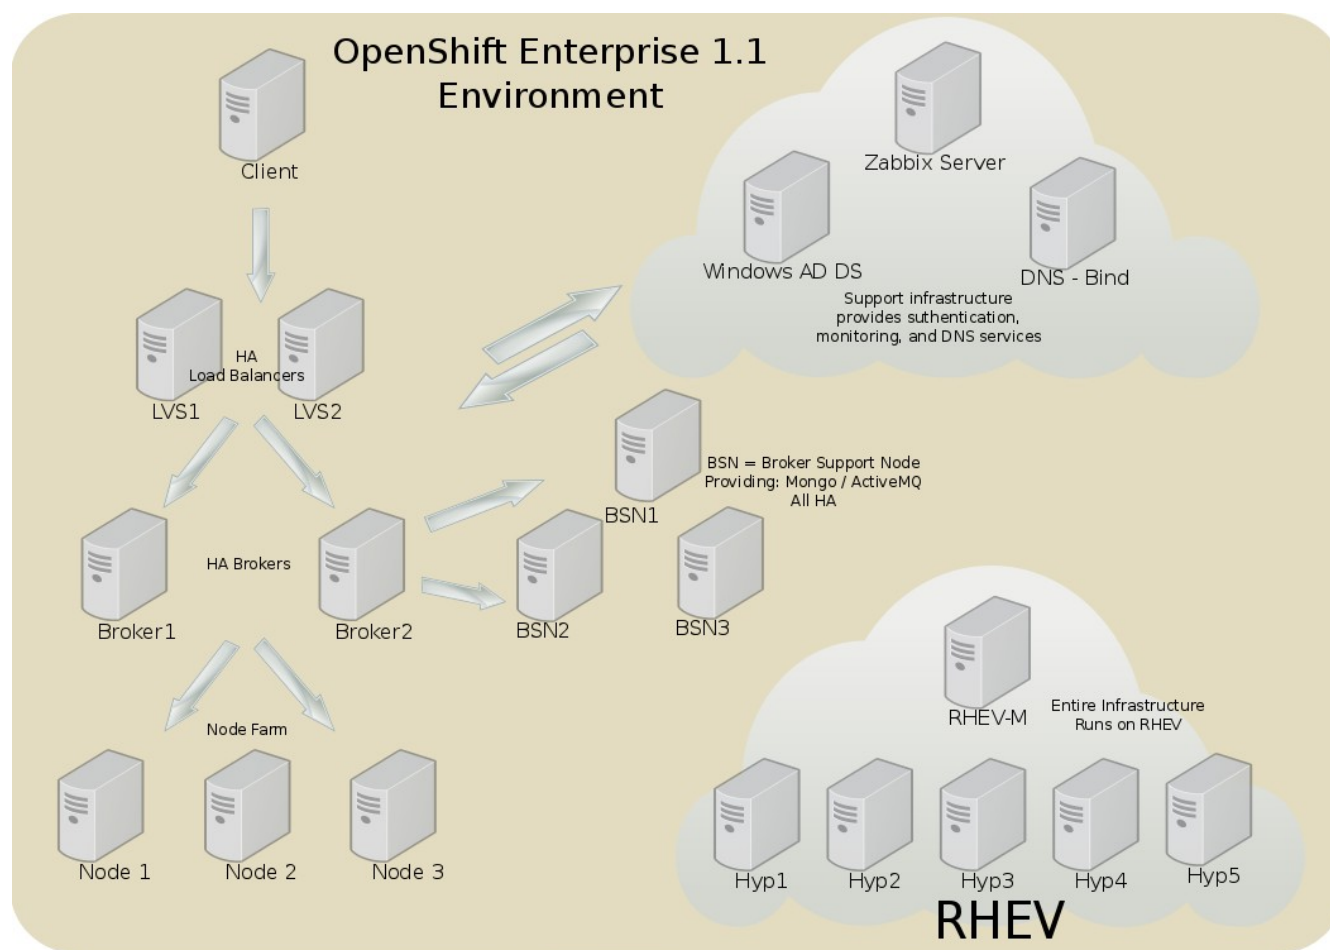 OpenShift Enterprise 1.1
Environment
Client
Zabbix Server
Windows AD DS
DNS - Bind
Support infrastructure
provides suthentication,
monitoring, and DNS services
HA
Load Balancers
LVS1
LVS2
BSN = Broker Support Node
Providing: Mongo / ActiveMQ
All HA
BSN1
HA Brokers
Broker1
Broker2
BSN2
BSN3
RHEV-M
Entire Infrastructure
Runs on RHEV
Node Farm
Node 1
Node 2
Node 3
Hyp1
Hyp2
Hyp3
Hyp4
Hyp5
RHEV